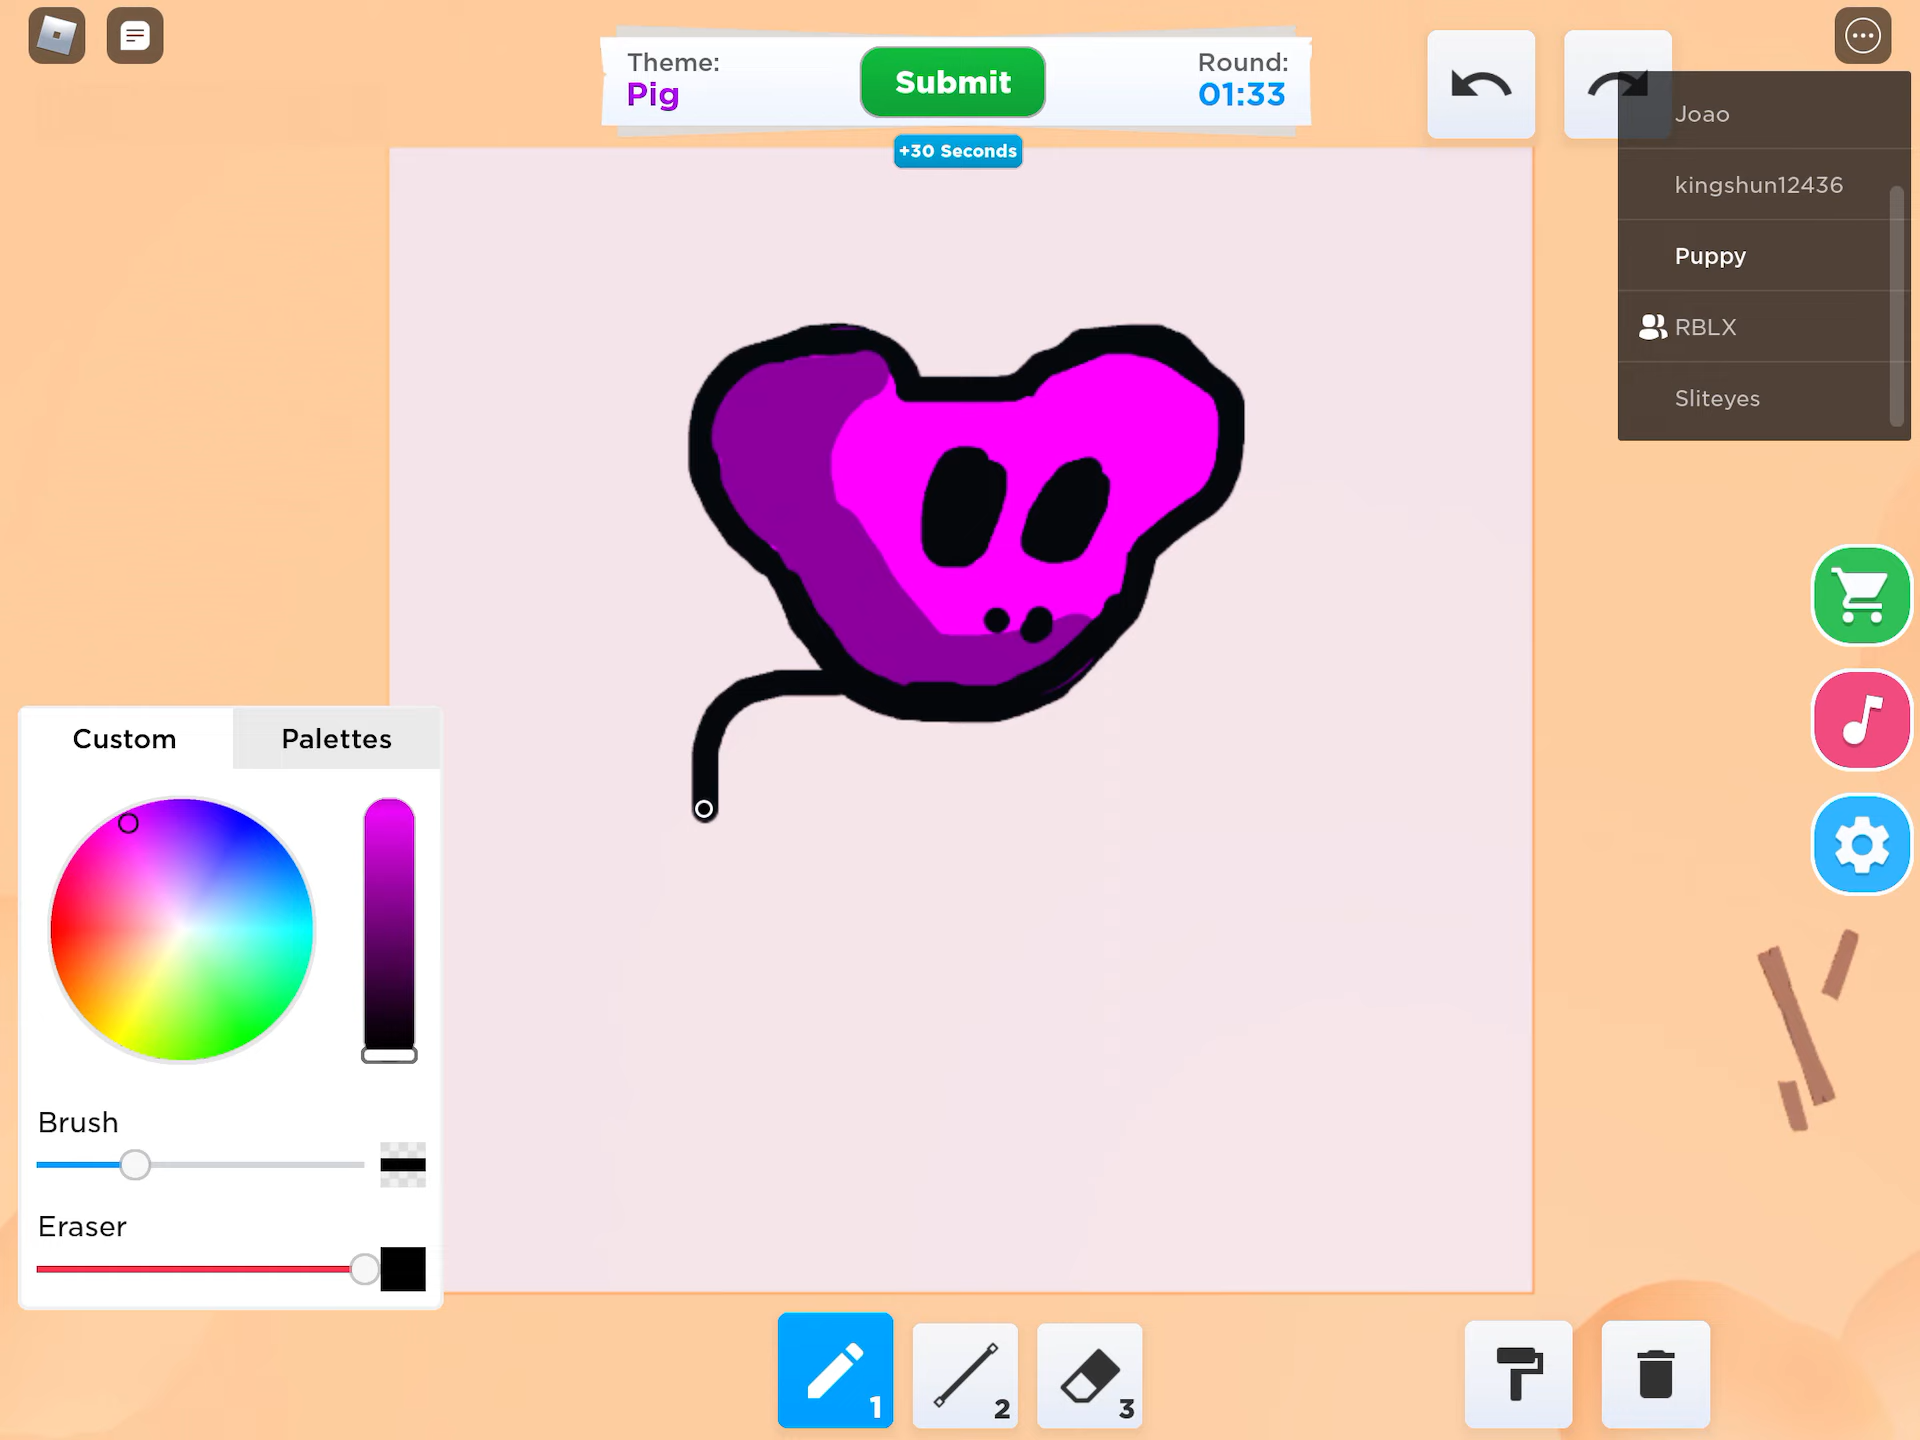 Theme:
Pig
Submit
Round:
01:33
+30 Seconds
Joao
kingshun12436
Puppy
RBLX
Sliteyes
Custom
Palettes
Brush
Eraser
1
2
3